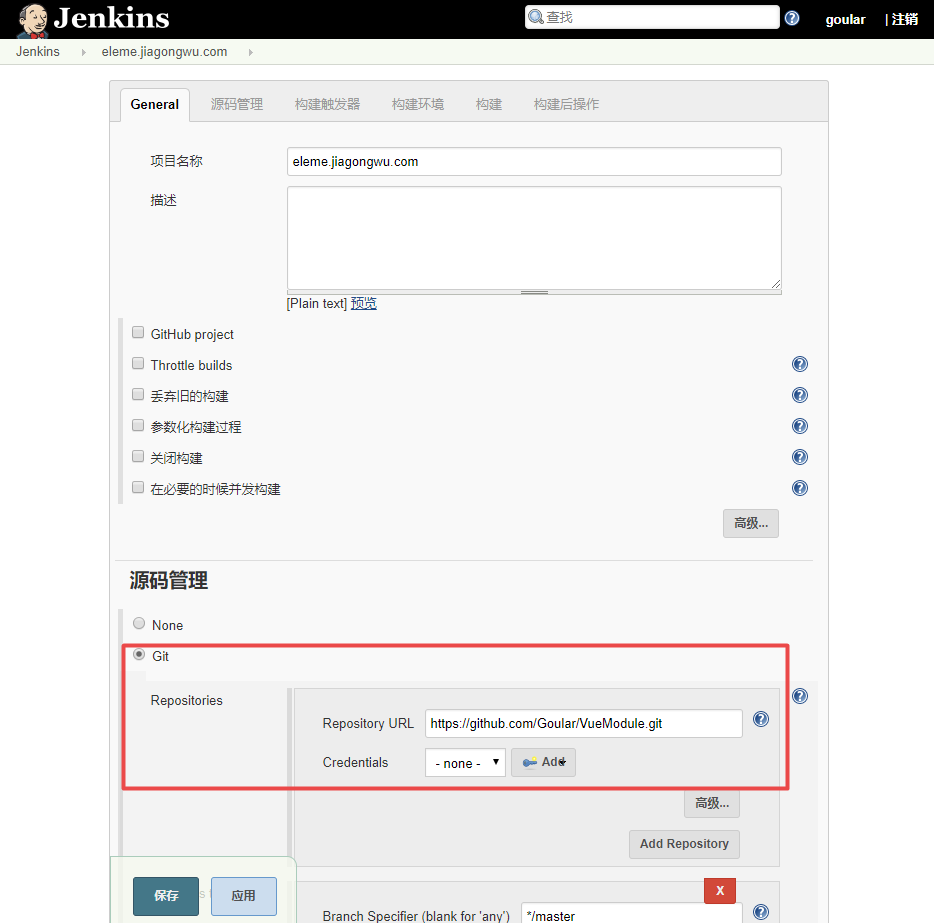 Jenkins
查找
goular
| 注销
Jenkins
eleme.jiagongwu.com
General
源码管理
构建触发器
构建环境
构建
构建后操作
项目名称
eleme.jiagongwu.com
描述
[Plain text] 预览
GitHub project
Throttle builds
丢弃旧的构建
参数化构建过程
关闭构建
在必要的时候并发构建
高级...
源码管理
None
Git
Repositories
Repository URL
https://github.com/Goular/VueModule.git
Credentials
- none -
Add
高级...
Add Repository
保存
应用
X
Branch Specifier (blank for 'any')
*/master